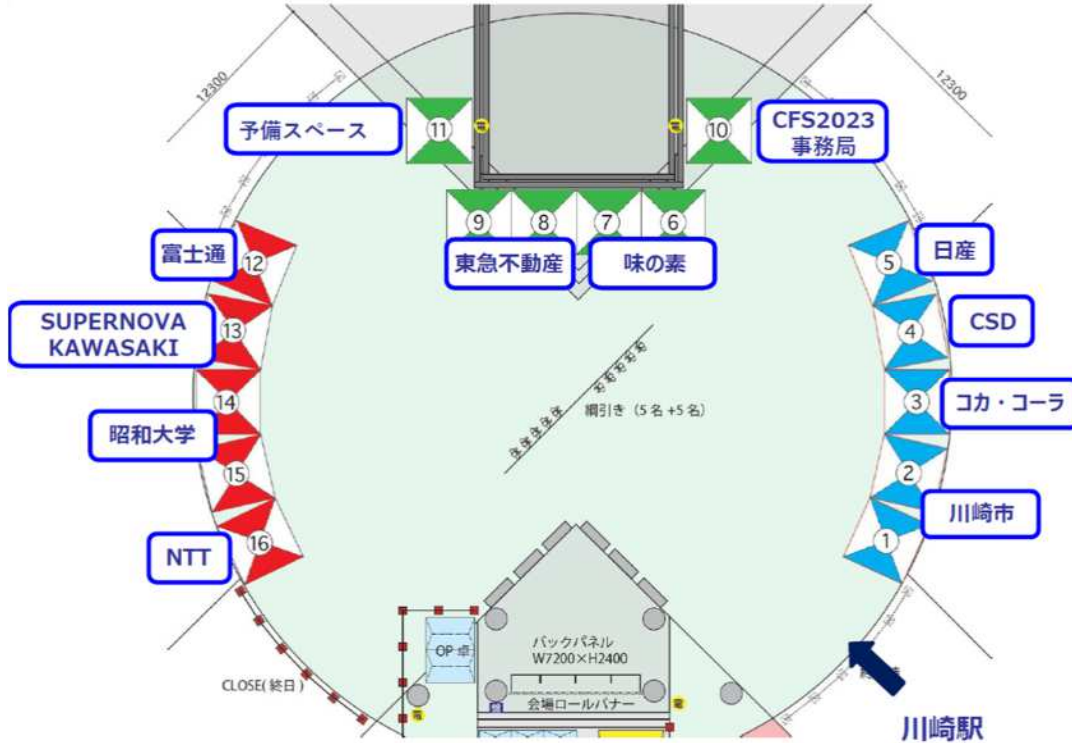 12300
12300
予備スペース
11
10
CFS2023
事務局
9
8
7
6
東急不動産
味の素
富士通
12
5
日産
SUPERNOVA
KAWASAKI
13
4
CSD
14
3
コカ・コーラ
綱引き（5名+5名）
昭和大学
15
2
川崎市
NTT
16
1
OP 卓
バックパネル
W7200×H2400
CLOSE(終日)
会場ロールバナー
川崎駅